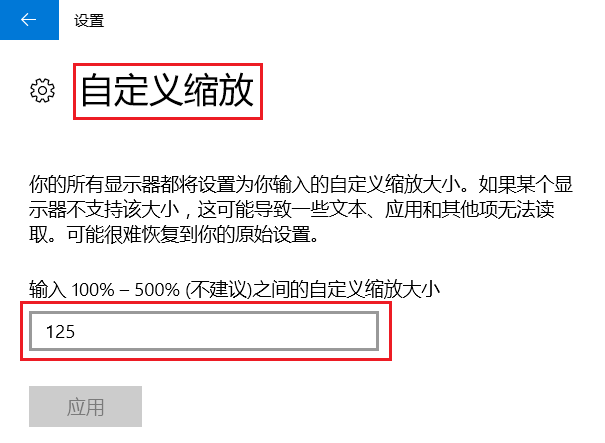 设置
自定义缩放
你的所有显示器都将设置为你输入的自定义缩放大小。如果某个显
示器不支持该大小，这可能导致一些文本、应用和其他项无法读
取。可能很难恢复到你的原始设置。
输入 100% – 500% (不建议)之间的自定义缩放大小
125
应用